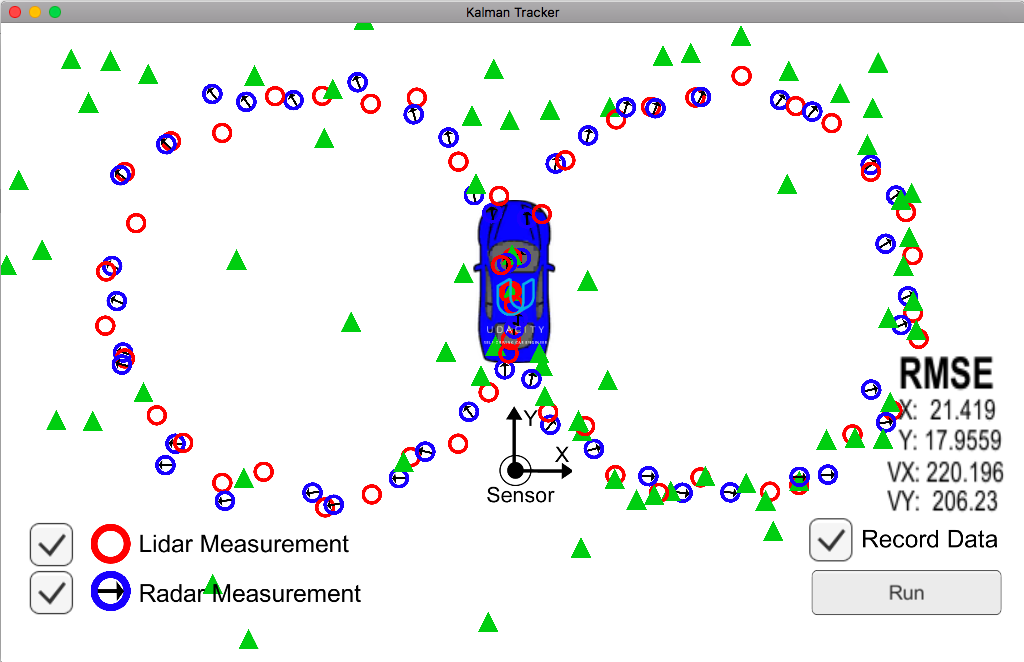 Kalman Tracker
UDACITY
RMSE
X: 21.419
Y: 17.9559
VX: 220.196
VY: 206.23
Y
X
Sensor
Lidar Measurement
Record Data
Radar Measurement
Run